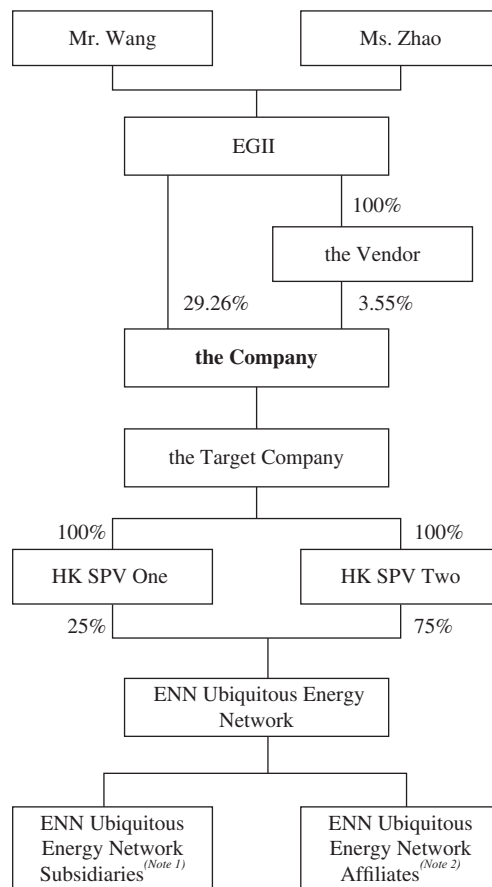 Mr. Wang
Ms. Zhao
EGII
100%
the Vendor
29.26%
3.55%
the Company
the Target Company
100%
100%
HK SPV One
HK SPV Two
25%
75%
ENN Ubiquitous Energy
Network
ENN Ubiquitous
Energy Network
Subsidiaries (Note 1)
ENN Ubiquitous
Energy Network
Affiliates (Note 2)